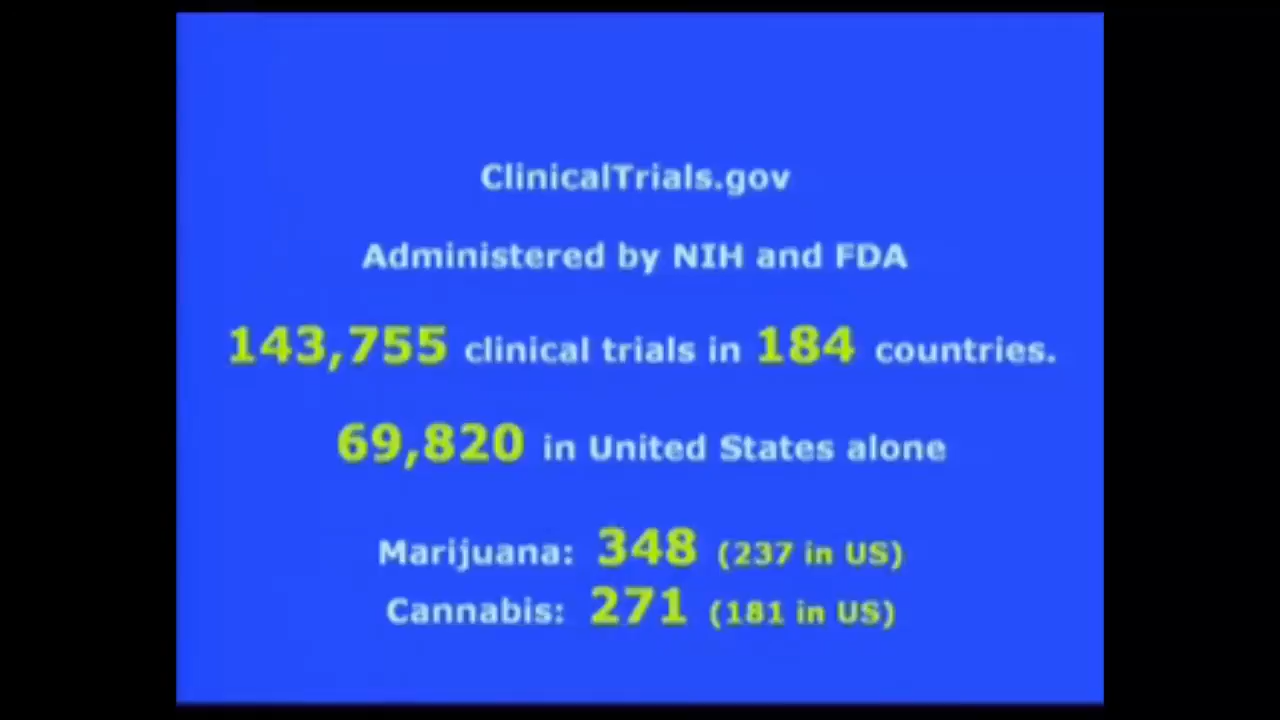 ClinicalTrials.gov
Administered by NIH and FDA
143,755 clinical trials in 184 countries.
69,820 in United States alone
Marijuana: 348 (237 in US)
Cannabis: 271 (181 in US)